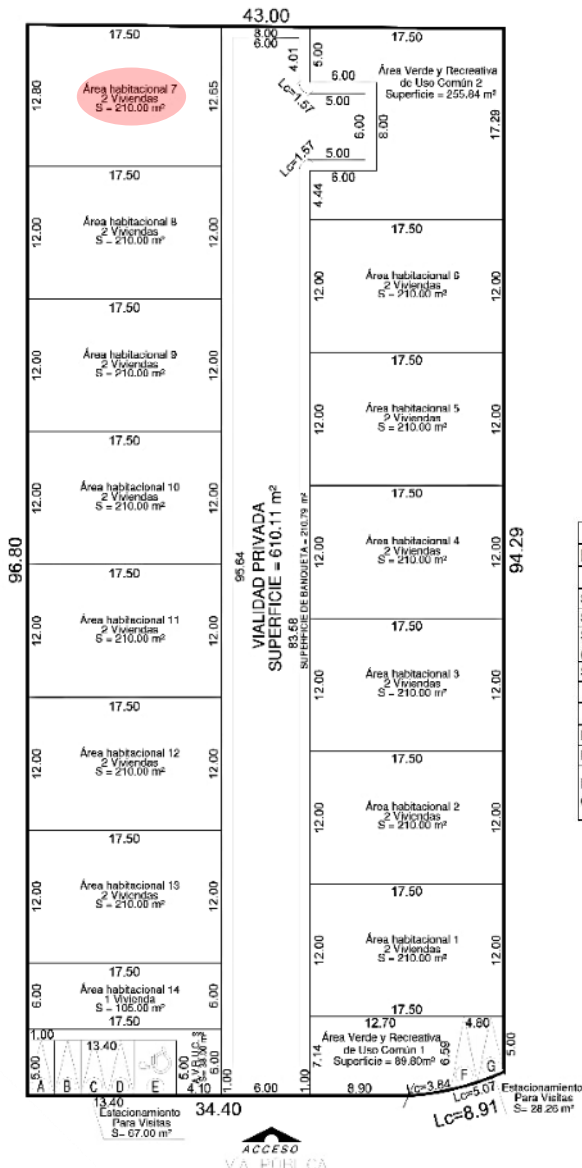 43.00
17.50
8.00
6.00
17.50
12.80
Área habitacional 7
2 Viviendas
S = 210.00 m²
12.65
4.01
5.00
Lc=1.57
6.00
5.00
6.00
8.00
Área Verde y Recreativa
de Uso Común 2
Superficie = 255.84 m²
17.29
Lc=1.57
5.00
6.00
4.44
17.50
12.00
Área habitacional 8
2 Viviendas
S = 210.00 m²
12.00
17.50
12.00
Área habitacional 6
2 Viviendas
S = 210.00 m²
12.00
17.50
12.00
Área habitacional 9
2 Viviendas
S = 210.00 m²
12.00
17.50
12.00
Área habitacional 5
2 Viviendas
S = 210.00 m²
12.00
17.50
12.00
Área habitacional 10
2 Viviendas
S = 210.00 m²
12.00
17.50
12.00
Área habitacional 4
2 Viviendas
S = 210.00 m²
12.00
96.80
95.64
VIALIDAD PRIVADA
SUPERFICIE = 610.11 m²
83.58
SUPERFICIE DE BANQUETA = 210.79 m²
94.29
17.50
12.00
Área habitacional 11
2 Viviendas
S = 210.00 m²
12.00
17.50
12.00
Área habitacional 3
2 Viviendas
S = 210.00 m²
12.00
17.50
12.00
Área habitacional 12
2 Viviendas
S = 210.00 m²
12.00
17.50
12.00
Área habitacional 2
2 Viviendas
S = 210.00 m²
12.00
17.50
12.00
Área habitacional 13
2 Viviendas
S = 210.00 m²
12.00
17.50
12.00
Área habitacional 1
2 Viviendas
S = 210.00 m²
12.00
17.50
6.00
Área habitacional 14
1 Vivienda
S = 105.00 m²
6.00
17.50
17.50
1.00
13.40
5.00
A
B
C
D
E
5.00
A.V.R.U.C. 3
6.00
4.10
1.00
6.00
1.00
7.14
12.70
Área Verde y Recreativa
de Uso Común 1
Superficie = 89.80m²
6.59
4.80
F
G
5.00
8.90
Lc=3.84
Lc=5.07
Lc=8.91
Estacionamiento
Para Visitas
S= 28.26 m²
13.40
Estacionamiento
Para Visitas
S= 67.00 m²
34.40
ACCESO
VÍA PÚBLICA